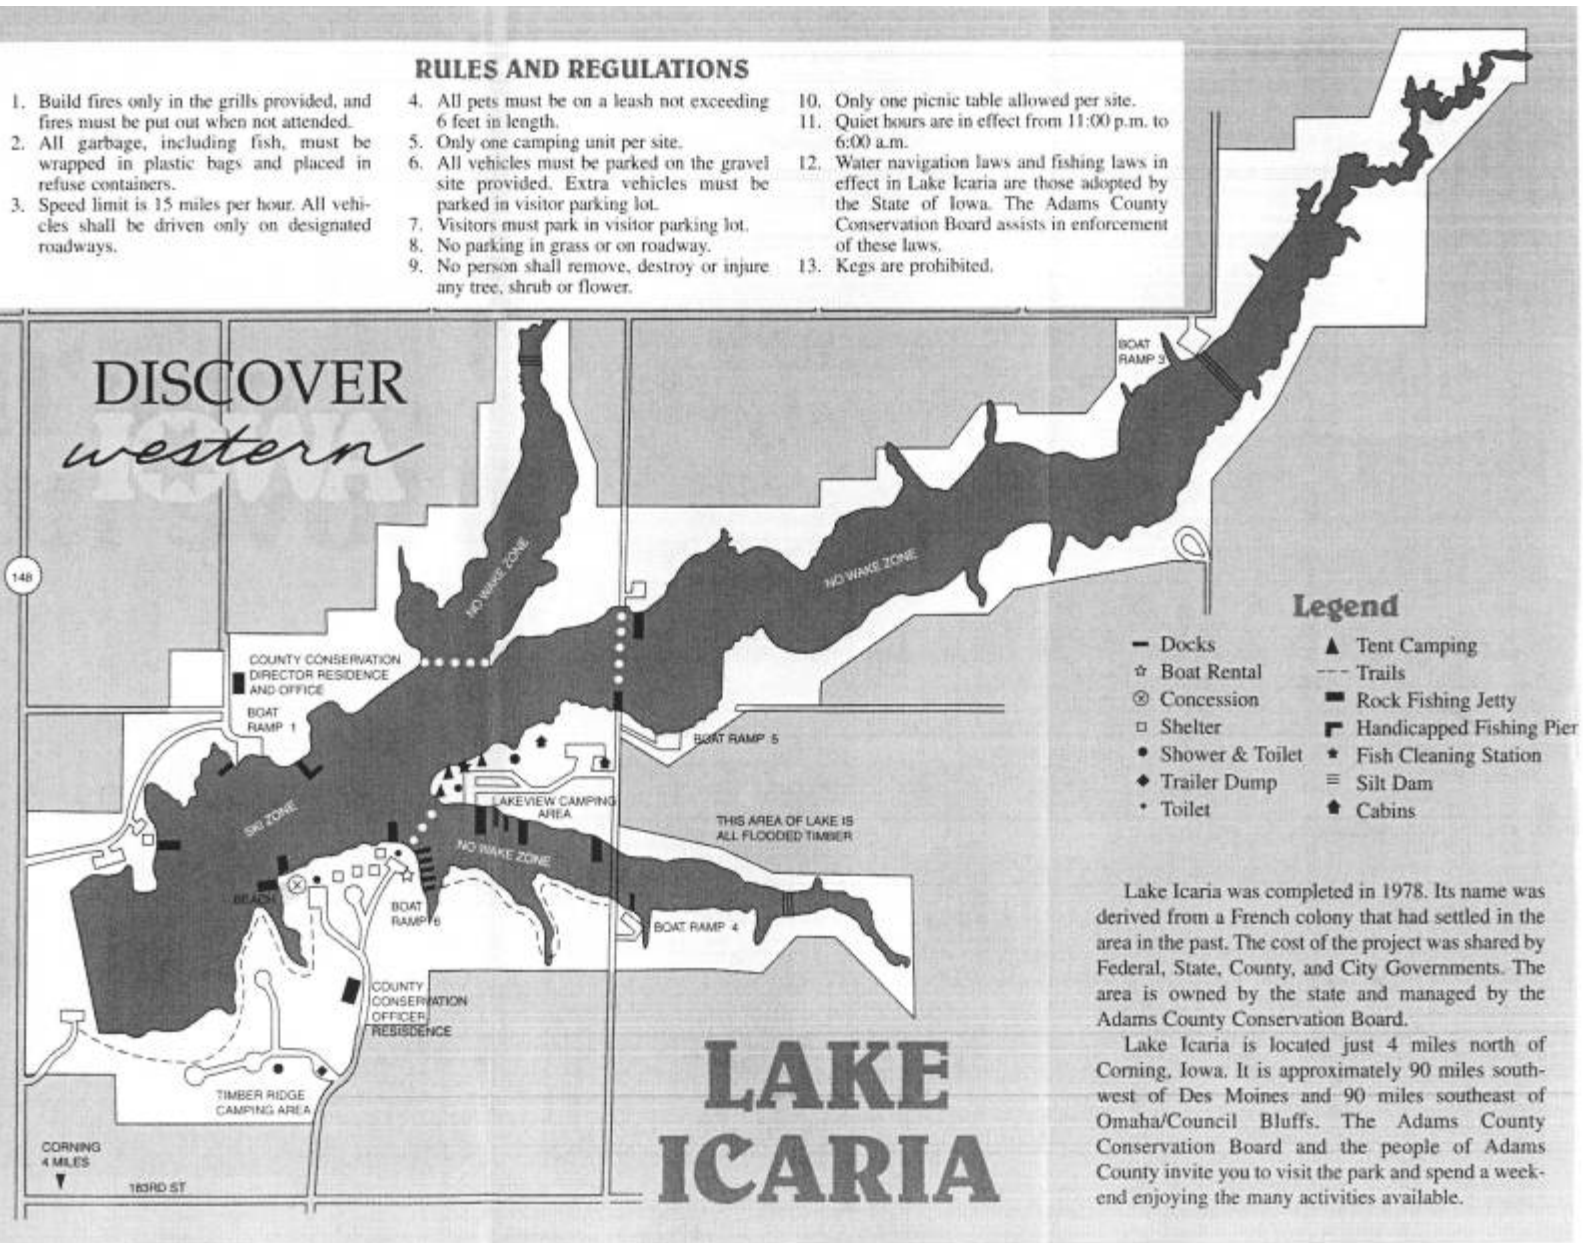 RULES AND REGULATIONS
1. Build fires only in the grills provided, and
fires must be put out when not attended.
2. All garbage, including fish, must be
wrapped in plastic bags and placed in
refuse containers.
3. Speed limit is 15 miles per hour. All vehi-
cles shall be driven only on designated
roadways.
4. All pets must be on a leash not exceeding
6 feet in length.
5. Only one camping unit per site.
6. All vehicles must be parked on the gravel
site provided. Extra vehicles must be
parked in visitor parking lot.
7. Visitors must park in visitor parking lot.
8. No parking in grass or on roadway.
9. No person shall remove, destroy or injure
any tree, shrub or flower.
10. Only one picnic table allowed per site.
11. Quiet hours are in effect from 11:00 p.m. to
6:00 a.m.
12. Water navigation laws and fishing laws in
effect in Lake Icaria are those adopted by
the State of Iowa. The Adams County
Conservation Board assists in enforcement
of these laws.
13. Kegs are prohibited.
DISCOVER
western
IOWA
148
BOAT
RAMP 3
NO WAKE ZONE
NO WAKE ZONE
COUNTY CONSERVATION
DIRECTOR RESIDENCE
AND OFFICE
BOAT
RAMP 1
BOAT RAMP 5
SKI ZONE
LAKEVIEW CAMPING
AREA
THIS AREA OF LAKE IS
ALL FLOODED TIMBER
NO WAKE ZONE
BEACH
BOAT
RAMP 6
BOAT RAMP 4
COUNTY
CONSERVATION
OFFICER
RESISDENCE
TIMBER RIDGE
CAMPING AREA
CORNING
4 MILES
183RD ST
LAKE
ICARIA
Legend
Docks
Boat Rental
Concession
Shelter
Shower & Toilet
Trailer Dump
Toilet
Tent Camping
Trails
Rock Fishing Jetty
Handicapped Fishing Pier
Fish Cleaning Station
Silt Dam
Cabins
Lake Icaria was completed in 1978. Its name was
derived from a French colony that had settled in the
area in the past. The cost of the project was shared by
Federal, State, County, and City Governments. The
area is owned by the state and managed by the
Adams County Conservation Board.
Lake Icaria is located just 4 miles north of
Corning, Iowa. It is approximately 90 miles south-
west of Des Moines and 90 miles southeast of
Omaha/Council Bluffs. The Adams County
Conservation Board and the people of Adams
County invite you to visit the park and spend a week-
end enjoying the many activities available.